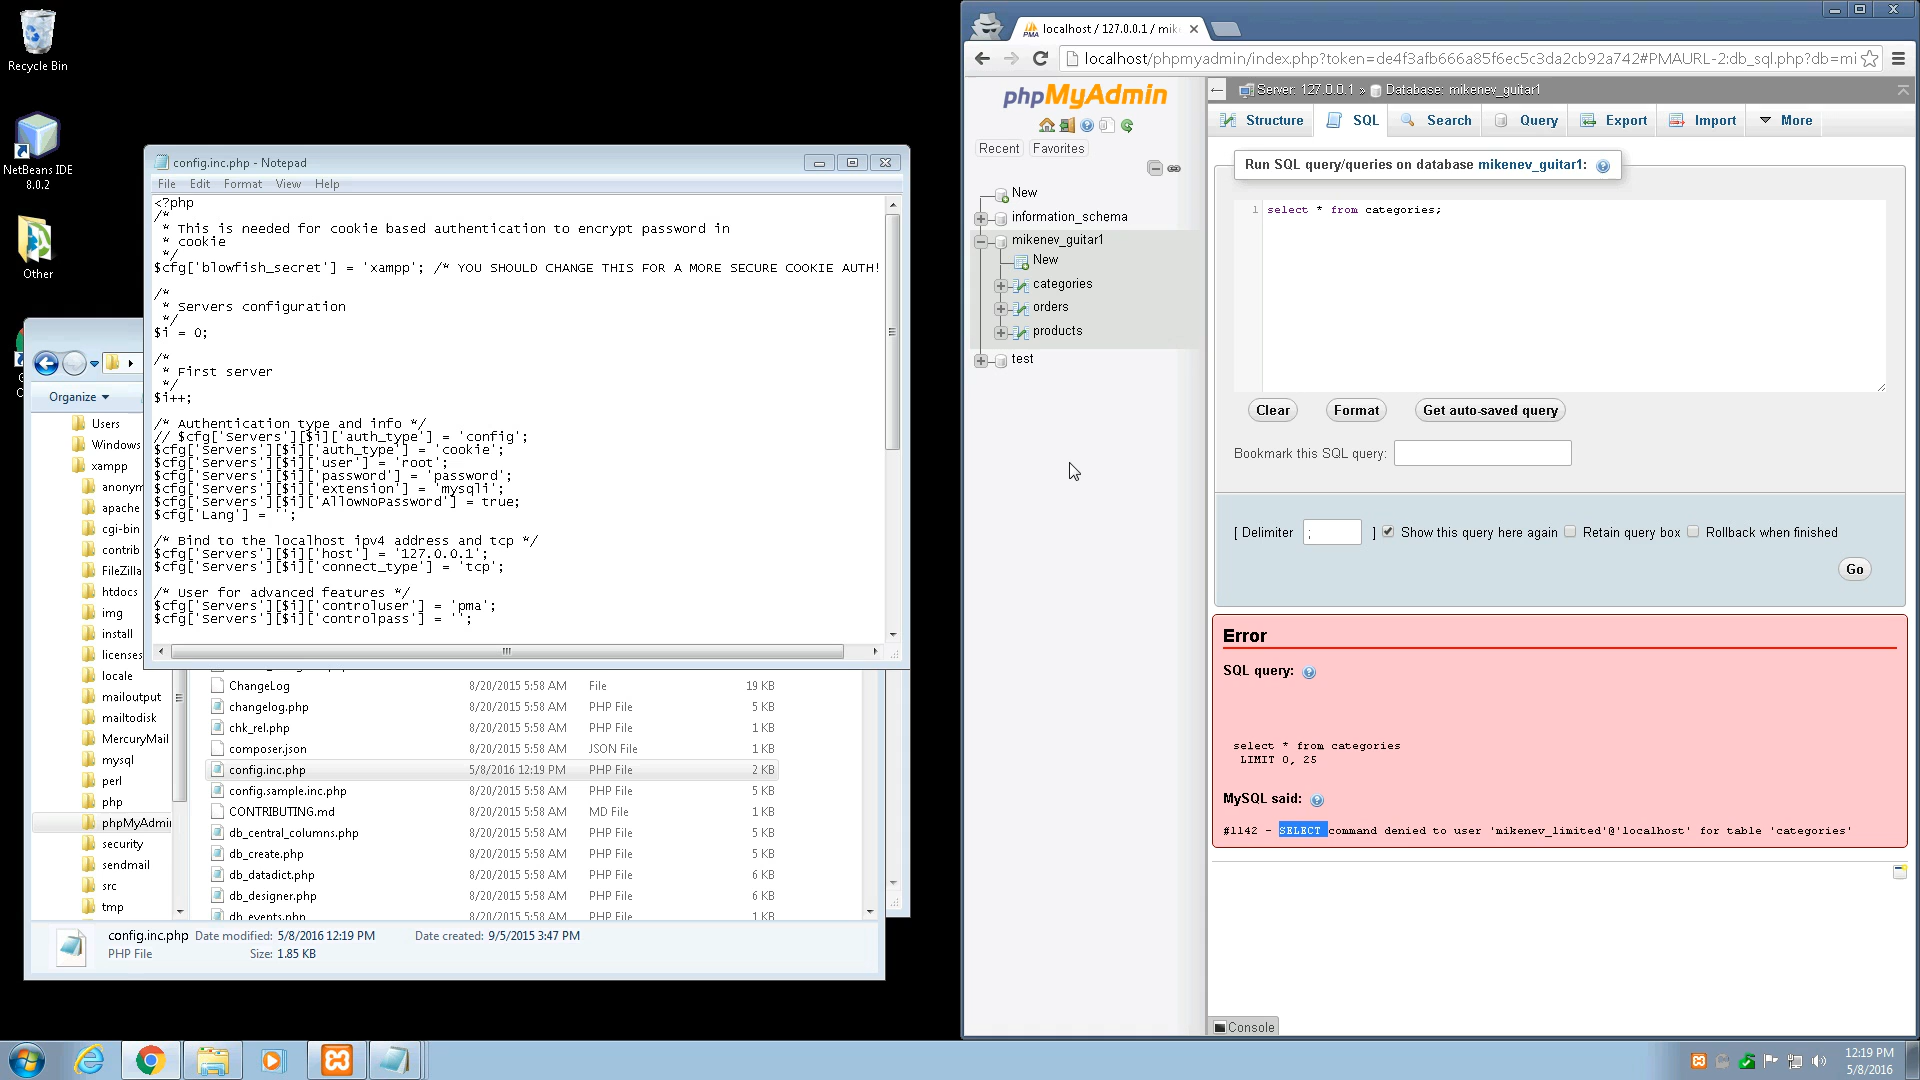 Recycle Bin
NetBeans IDE
8.0.2
Other
config.inc.php - Notepad
File Edit Format View Help
<?php
/*
* This is needed for cookie based authentication to encrypt password in
* cookie
*/
$cfg['blowfish_secret'] = 'xampp'; /* YOU SHOULD CHANGE THIS FOR A MORE SECURE COOKIE AUTH!
/*
* Servers configuration
*/
$i = 0;
/*
* First server
*/
$i++;
/* Authentication type and info */
// $cfg['Servers'][$i]['auth_type'] = 'config';
$cfg['Servers'][$i]['auth_type'] = 'cookie';
$cfg['Servers'][$i]['user'] = 'root';
$cfg['Servers'][$i]['password'] = 'password';
$cfg['Servers'][$i]['extension'] = 'mysqli';
$cfg['Servers'][$i]['AllowNoPassword'] = true;
$cfg['Lang'] = '';
/* Bind to the localhost ipv4 address and tcp */
$cfg['Servers'][$i]['host'] = '127.0.0.1';
$cfg['Servers'][$i]['connect_type'] = 'tcp';
/* User for advanced features */
$cfg['Servers'][$i]['controluser'] = 'pma';
$cfg['Servers'][$i]['controlpass'] = '';
Organize
Users
Windows
xampp
anonym
apache
cgi-bin
contrib
FileZilla
htdocs
img
install
licenses
locale
mailoutput
mailtodisk
MercuryMail
mysql
perl
php
phpMyAdmin
security
sendmail
src
tmp
ChangeLog 8/20/2015 5:58 AM File 19 KB
changelog.php 8/20/2015 5:58 AM PHP File 5 KB
chk_rel.php 8/20/2015 5:58 AM PHP File 1 KB
composer.json 8/20/2015 5:58 AM JSON File 1 KB
config.inc.php 5/8/2016 12:19 PM PHP File 2 KB
config.sample.inc.php 8/20/2015 5:58 AM PHP File 5 KB
CONTRIBUTING.md 8/20/2015 5:58 AM MD File 1 KB
db_central_columns.php 8/20/2015 5:58 AM PHP File 5 KB
db_create.php 8/20/2015 5:58 AM PHP File 5 KB
db_datadict.php 8/20/2015 5:58 AM PHP File 6 KB
db_designer.php 8/20/2015 5:58 AM PHP File 6 KB
db_events.php 8/20/2015 5:58 AM PHP File 1 KB
config.inc.php Date modified: 5/8/2016 12:19 PM Date created: 9/5/2015 3:47 PM
PHP File Size: 1.85 KB
localhost / 127.0.0.1 / mike
localhost/phpmyadmin/index.php?token=de4f3afb666a85f6ec5c3da2cb92a742#PMAURL-2:db_sql.php?db=mi
phpMyAdmin
Recent Favorites
New
information_schema
mikenev_guitar1
New
categories
orders
products
test
Server: 127.0.0.1 » Database: mikenev_guitar1
Structure SQL Search Query Export Import More
Run SQL query/queries on database mikenev_guitar1:
1 select * from categories;
Clear Format Get auto-saved query
Bookmark this SQL query:
[ Delimiter ; ] Show this query here again Retain query box Rollback when finished
Go
Error
SQL query:
select * from categories
LIMIT 0, 25
MySQL said:
#1142 - SELECT command denied to user 'mikenev_limited'@'localhost' for table 'categories'
Console
12:19 PM
5/8/2016